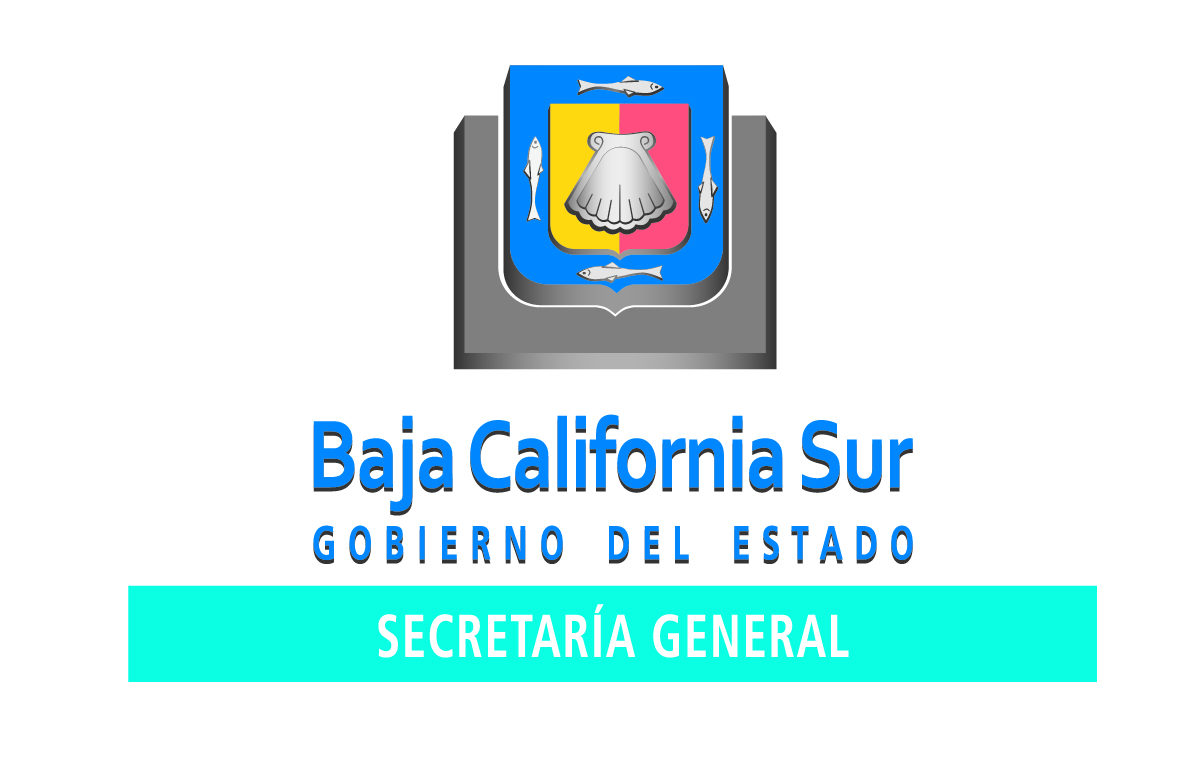 Baja California Sur
GOBIERNO DEL ESTADO
SECRETARÍA GENERAL